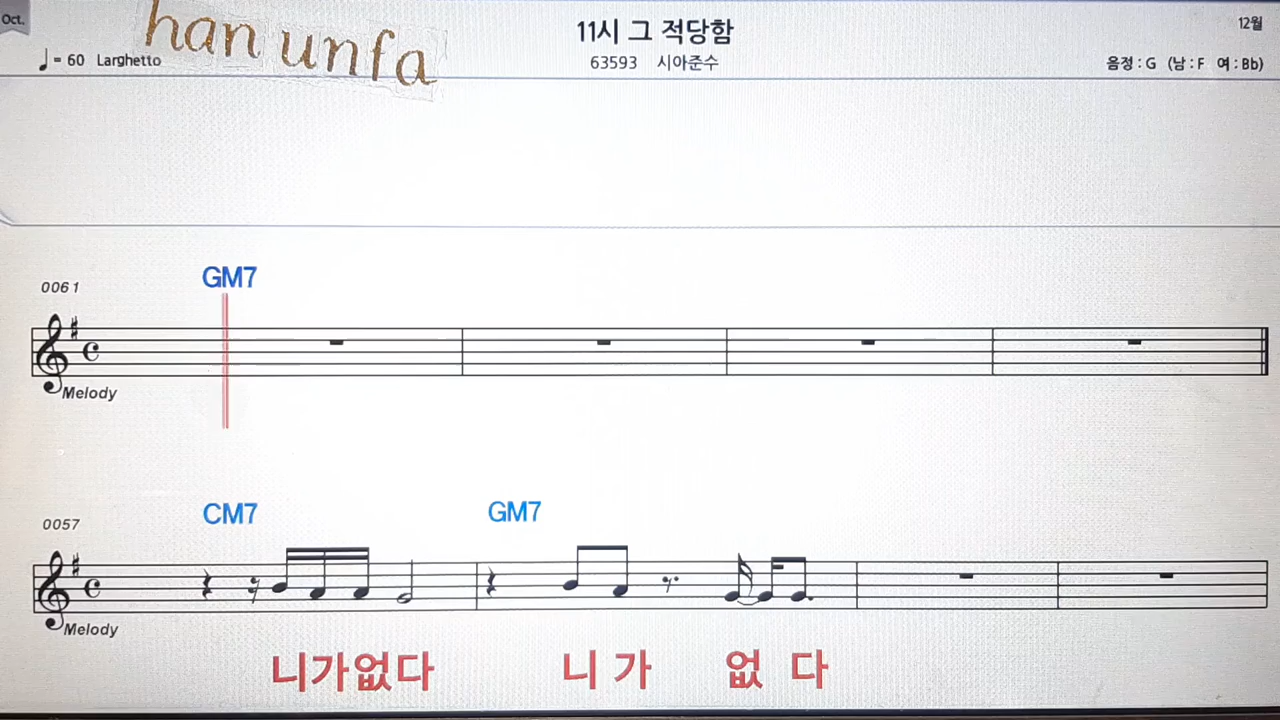 Oct.
han unfa
11시 그 적당함
12월
♩= 60 Larghetto
63593 시아준수
음정 : G (남 : F 여 : Bb)
GM7
0061
Melody
CM7 GM7
0057
Melody
니가없다 니 가 없 다